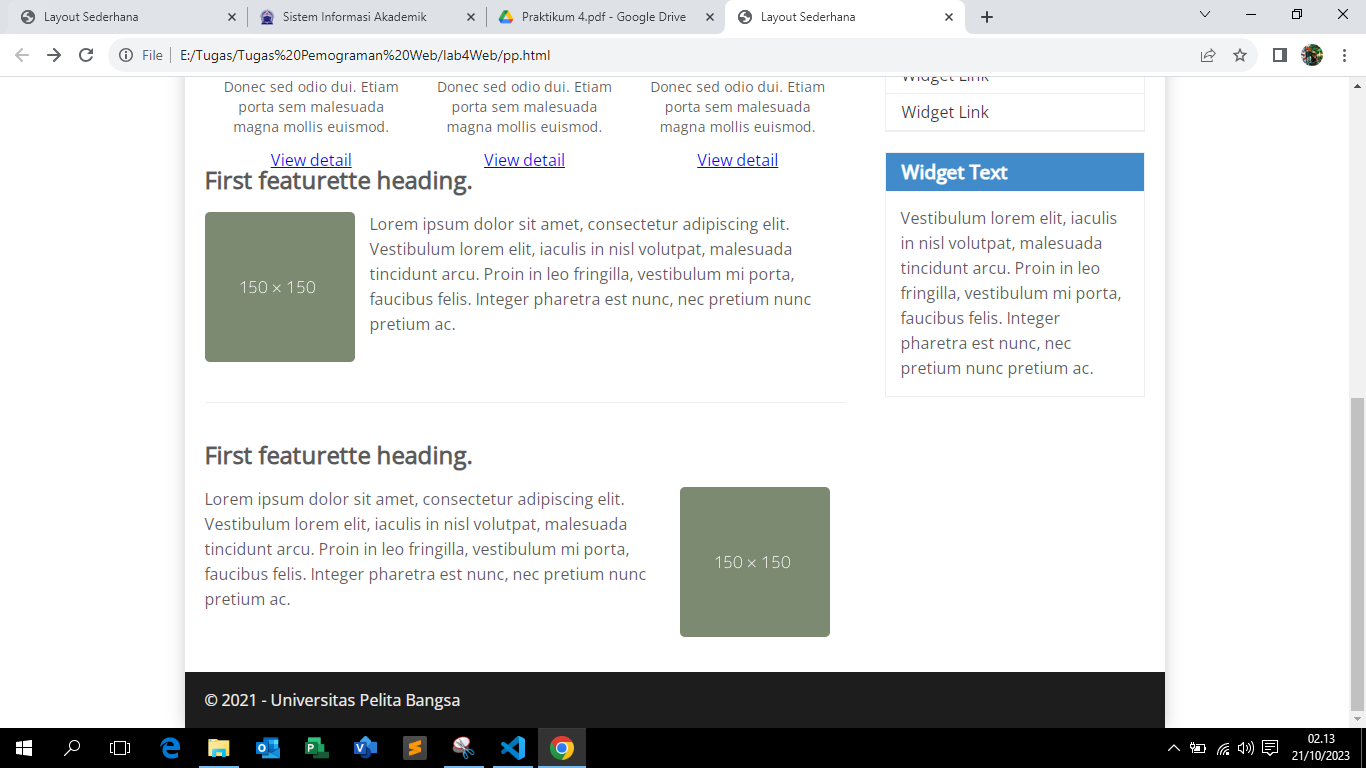 Layout Sederhana
Sistem Informasi Akademik
Praktikum 4.pdf - Google Drive
Layout Sederhana
File
E:/Tugas/Tugas%20Pemograman%20Web/lab4Web/pp.html
Donec sed odio dui. Etiam
porta sem malesuada
magna mollis euismod.
View detail
Donec sed odio dui. Etiam
porta sem malesuada
magna mollis euismod.
View detail
Donec sed odio dui. Etiam
porta sem malesuada
magna mollis euismod.
View detail
First featurette heading.
150 × 150
Lorem ipsum dolor sit amet, consectetur adipiscing elit.
Vestibulum lorem elit, iaculis in nisl volutpat, malesuada
tincidunt arcu. Proin in leo fringilla, vestibulum mi porta,
faucibus felis. Integer pharetra est nunc, nec pretium nunc
pretium ac.
First featurette heading.
Lorem ipsum dolor sit amet, consectetur adipiscing elit.
Vestibulum lorem elit, iaculis in nisl volutpat, malesuada
tincidunt arcu. Proin in leo fringilla, vestibulum mi porta,
faucibus felis. Integer pharetra est nunc, nec pretium nunc
pretium ac.
150 × 150
Widget Link
Widget Link
Widget Text
Vestibulum lorem elit, iaculis
in nisl volutpat, malesuada
tincidunt arcu. Proin in leo
fringilla, vestibulum mi porta,
faucibus felis. Integer
pharetra est nunc, nec
pretium nunc pretium ac.
© 2021 - Universitas Pelita Bangsa
02.13
21/10/2023